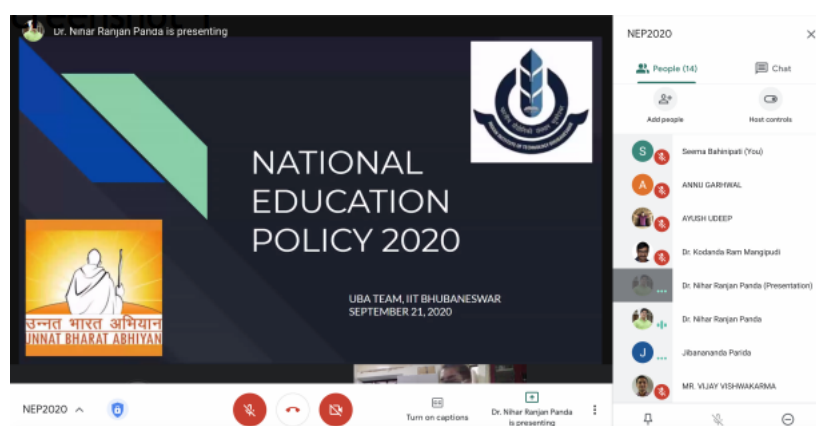 Dr. Nihar Ranjan Panda is presenting
NATIONAL
EDUCATION
POLICY 2020
UBA TEAM, IIT BHUBANESWAR
SEPTEMBER 21, 2020
उन्नत भारत अभियान
UNNAT BHARAT ABHIYAN
NEP2020
Turn on captions
Dr. Nihar Ranjan Panda
is presenting
NEP2020
People (14)
Chat
Add people
Host controls
S
Seema Bahinipati (You)
A
ANNU GARHWAL
AYUSH UDEEP
Dr. Kodanda Ram Mangipudi
Dr. Nihar Ranjan Panda (Presentation)
Dr. Nihar Ranjan Panda
J
Jibanananda Parida
MR. VIJAY VISHWAKARMA